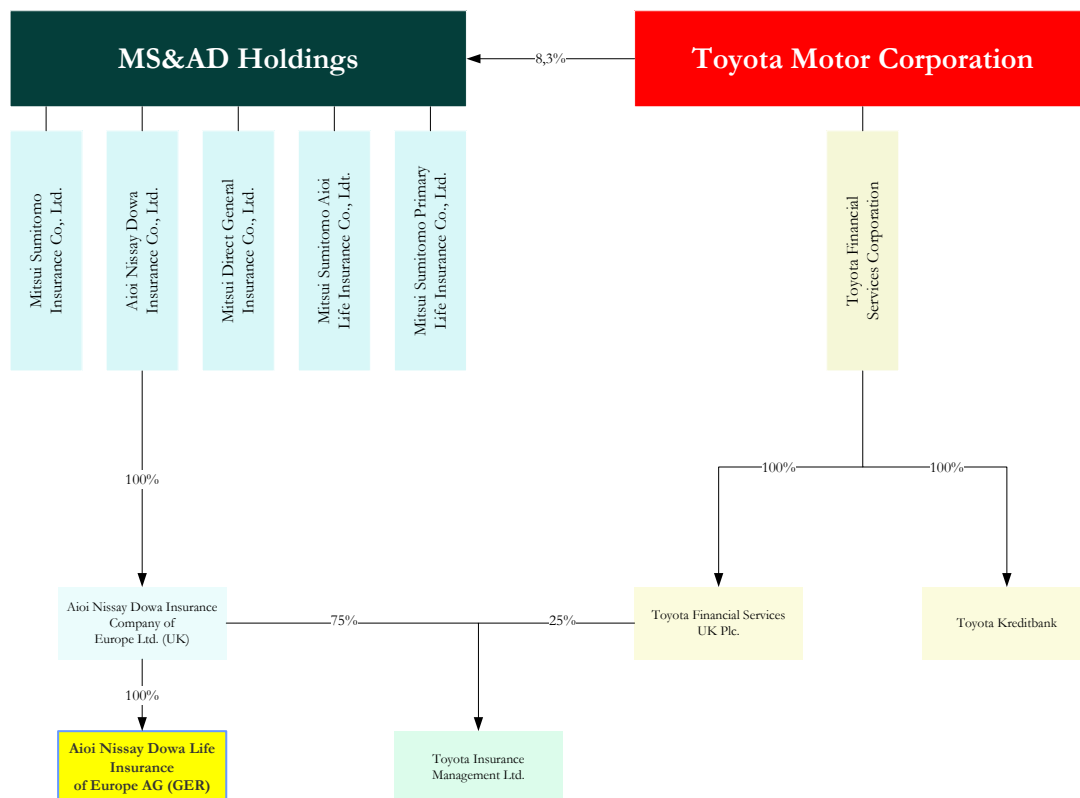 MS&AD Holdings
8,3%
Toyota Motor Corporation
Mitsui Sumitomo
Insurance Co,. Ltd.
Aioi Nissay Dowa
Insurance Co., Ltd.
Mitsui Direct General
Insurance Co., Ltd.
Mitsui Sumitomo Aioi
Life Insurance Co., Ldt.
Mitsui Sumitomo Primary
Life Insurance Co., Ltd.
Toyota Financial
Services Corporation
100%
100%
100%
Aioi Nissay Dowa Insurance
Company of
Europe Ltd. (UK)
75%
25%
Toyota Financial Services
UK Plc.
Toyota Kreditbank
100%
Aioi Nissay Dowa Life
Insurance
of Europe AG (GER)
Toyota Insurance
Management Ltd.